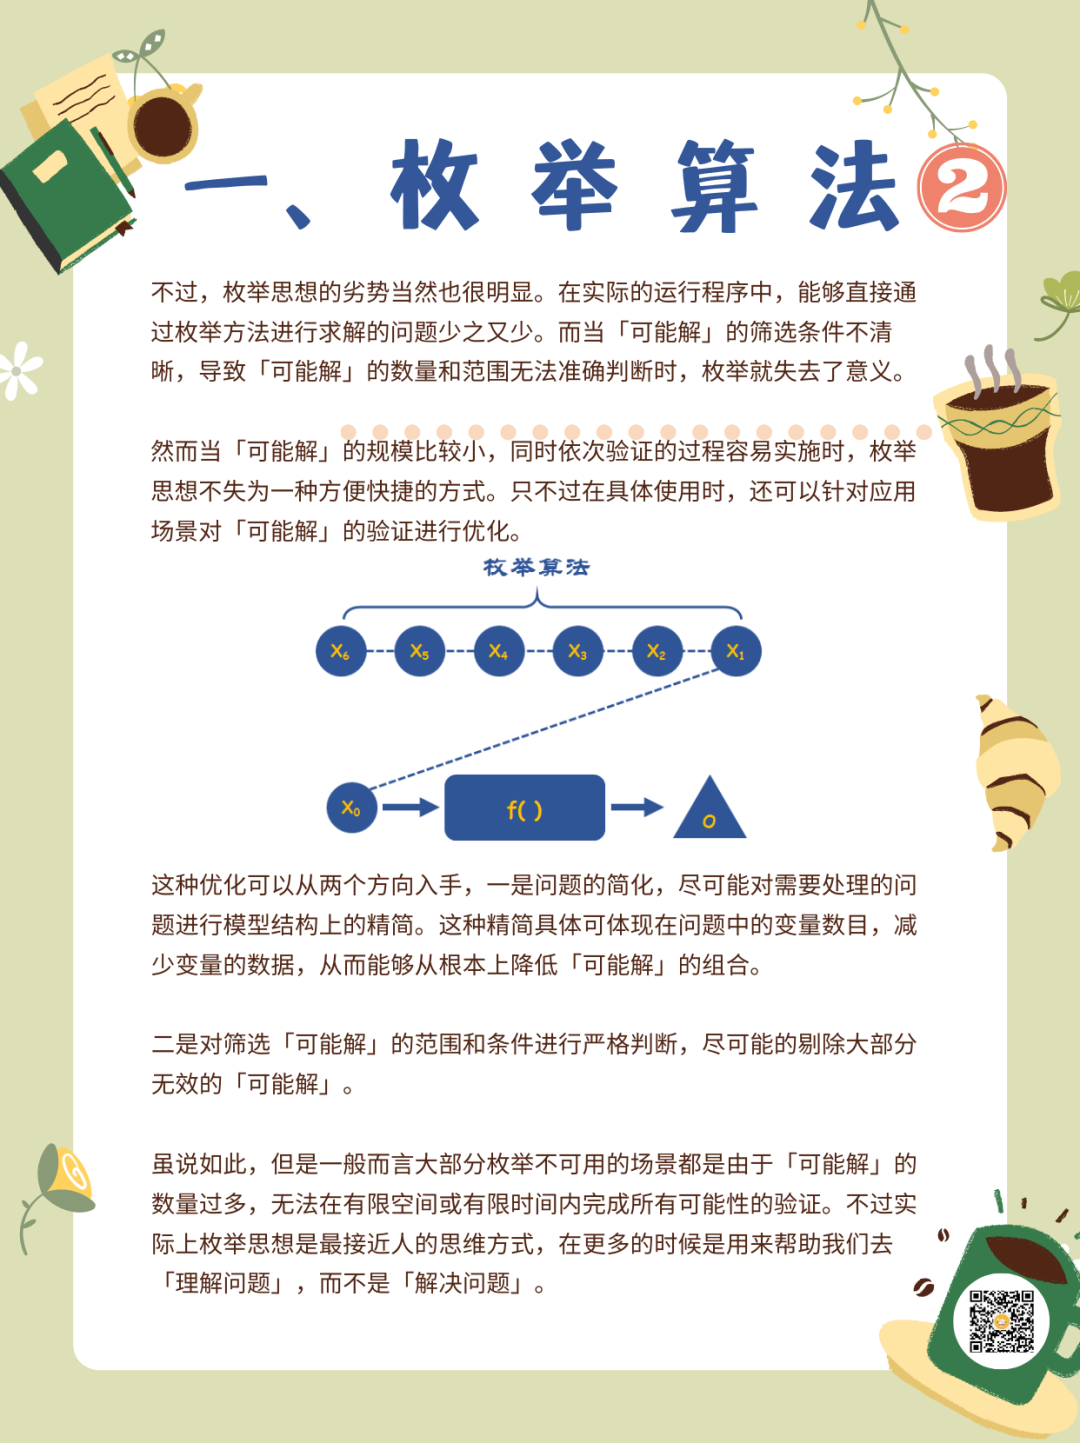 一、枚举算法 2
不过，枚举思想的劣势当然也很明显。在实际的运行程序中，能够直接通
过枚举方法进行求解的问题少之又少。而当「可能解」的筛选条件不清
晰，导致「可能解」的数量和范围无法准确判断时，枚举就失去了意义。
然而当「可能解」的规模比较小，同时依次验证的过程容易实施时，枚举
思想不失为一种方便快捷的方式。只不过在具体使用时，还可以针对应用
场景对「可能解」的验证进行优化。
枚举算法
X₆ X₅ X₄ X₃ X₂ X₁
X₀ f( ) O
这种优化可以从两个方向入手，一是问题的简化，尽可能对需要处理的问
题进行模型结构上的精简。这种精简具体可体现在问题中的变量数目，减
少变量的数据，从而能够从根本上降低「可能解」的组合。
二是对筛选「可能解」的范围和条件进行严格判断，尽可能的剔除大部分
无效的「可能解」。
虽说如此，但是一般而言大部分枚举不可用的场景都是由于「可能解」的
数量过多，无法在有限空间或有限时间内完成所有可能性的验证。不过实
际上枚举思想是最接近人的思维方式，在更多的时候是用来帮助我们去
「理解问题」，而不是「解决问题」。